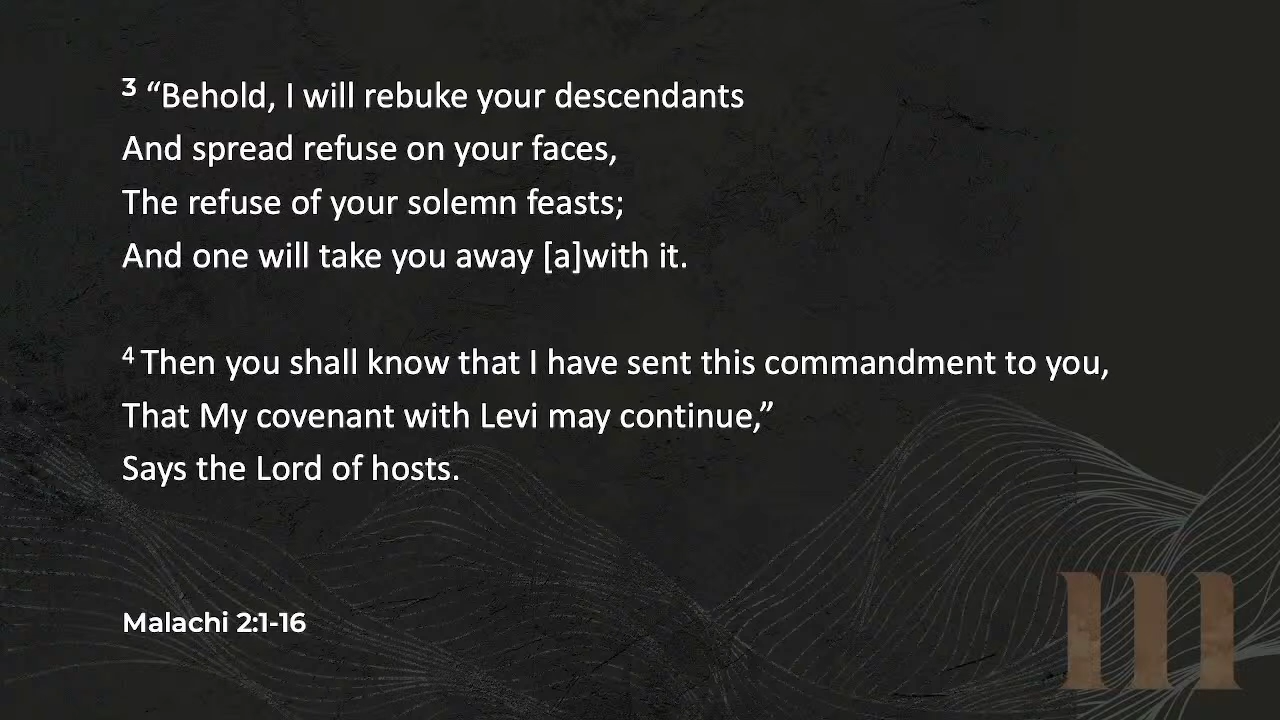 3 “Behold, I will rebuke your descendants
And spread refuse on your faces,
The refuse of your solemn feasts;
And one will take you away [a]with it.
4 Then you shall know that I have sent this commandment to you,
That My covenant with Levi may continue,”
Says the Lord of hosts.
Malachi 2:1-16
m